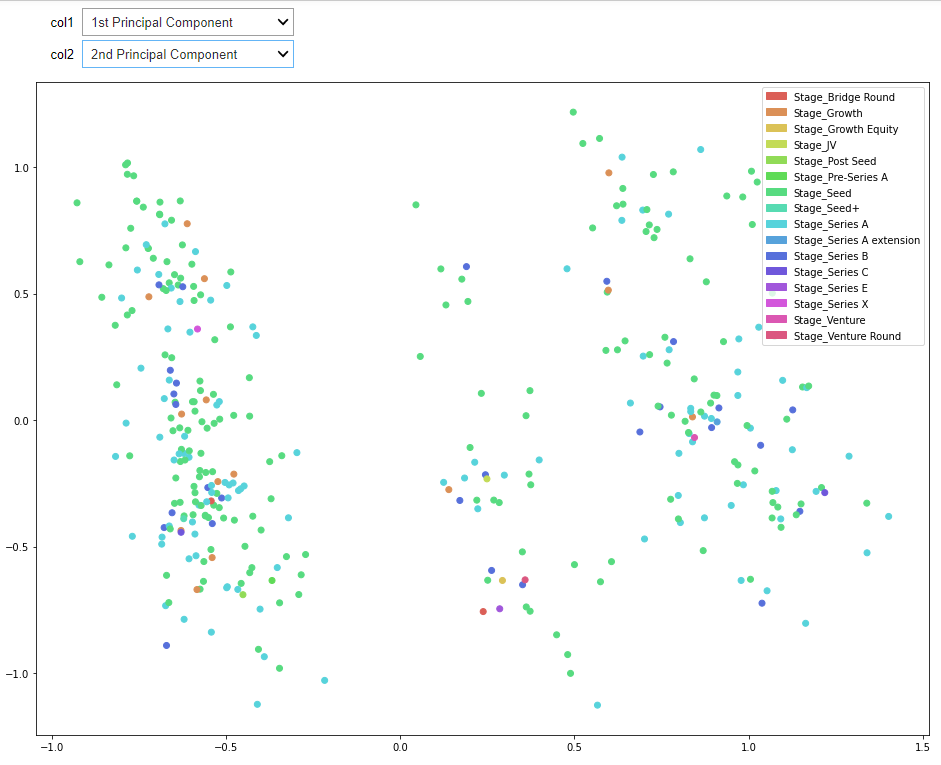 col1 1st Principal Component
col2 2nd Principal Component
Stage_Bridge Round
Stage_Growth
Stage_Growth Equity
Stage_JV
Stage_Post Seed
Stage_Pre-Series A
Stage_Seed
Stage_Seed+
Stage_Series A
Stage_Series A extension
Stage_Series B
Stage_Series C
Stage_Series E
Stage_Series X
Stage_Venture
Stage_Venture Round
1.0
0.5
0.0
−0.5
−1.0
−1.0 −0.5 0.0 0.5 1.0 1.5